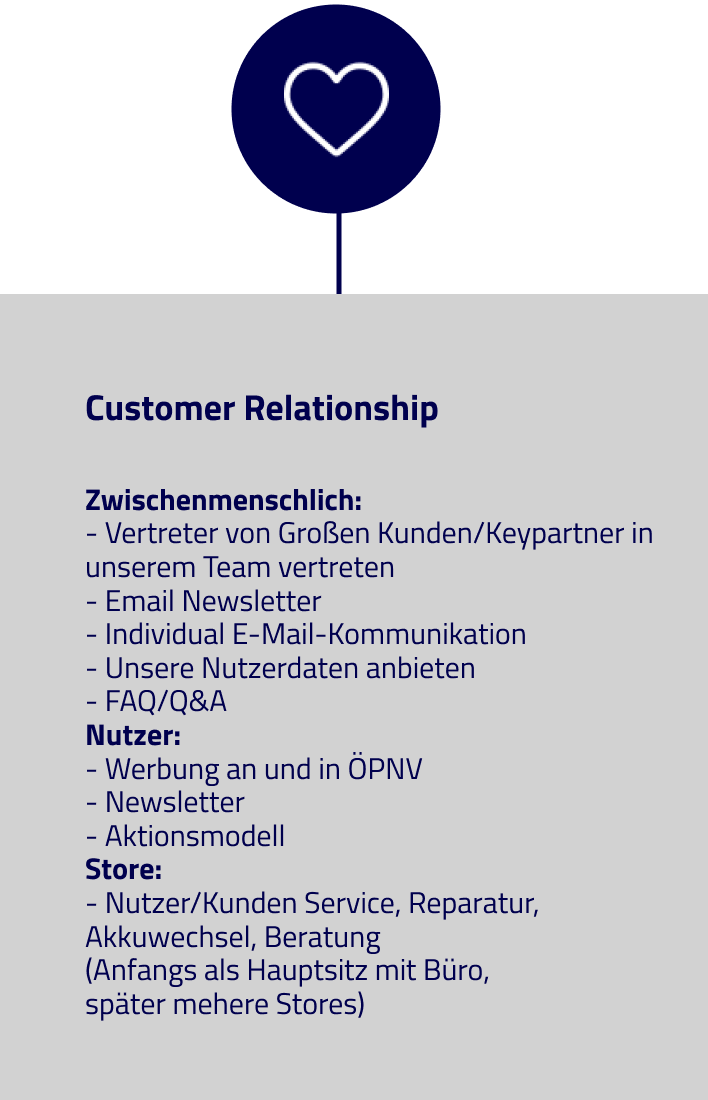 Customer Relationship
Zwischenmenschlich:
- Vertreter von Großen Kunden/Keypartner in
unserem Team vertreten
- Email Newsletter
- Individual E-Mail-Kommunikation
- Unsere Nutzerdaten anbieten
- FAQ/Q&A
Nutzer:
- Werbung an und in ÖPNV
- Newsletter
- Aktionsmodell
Store:
- Nutzer/Kunden Service, Reparatur,
Akkuwechsel, Beratung
(Anfangs als Hauptsitz mit Büro,
später mehere Stores)